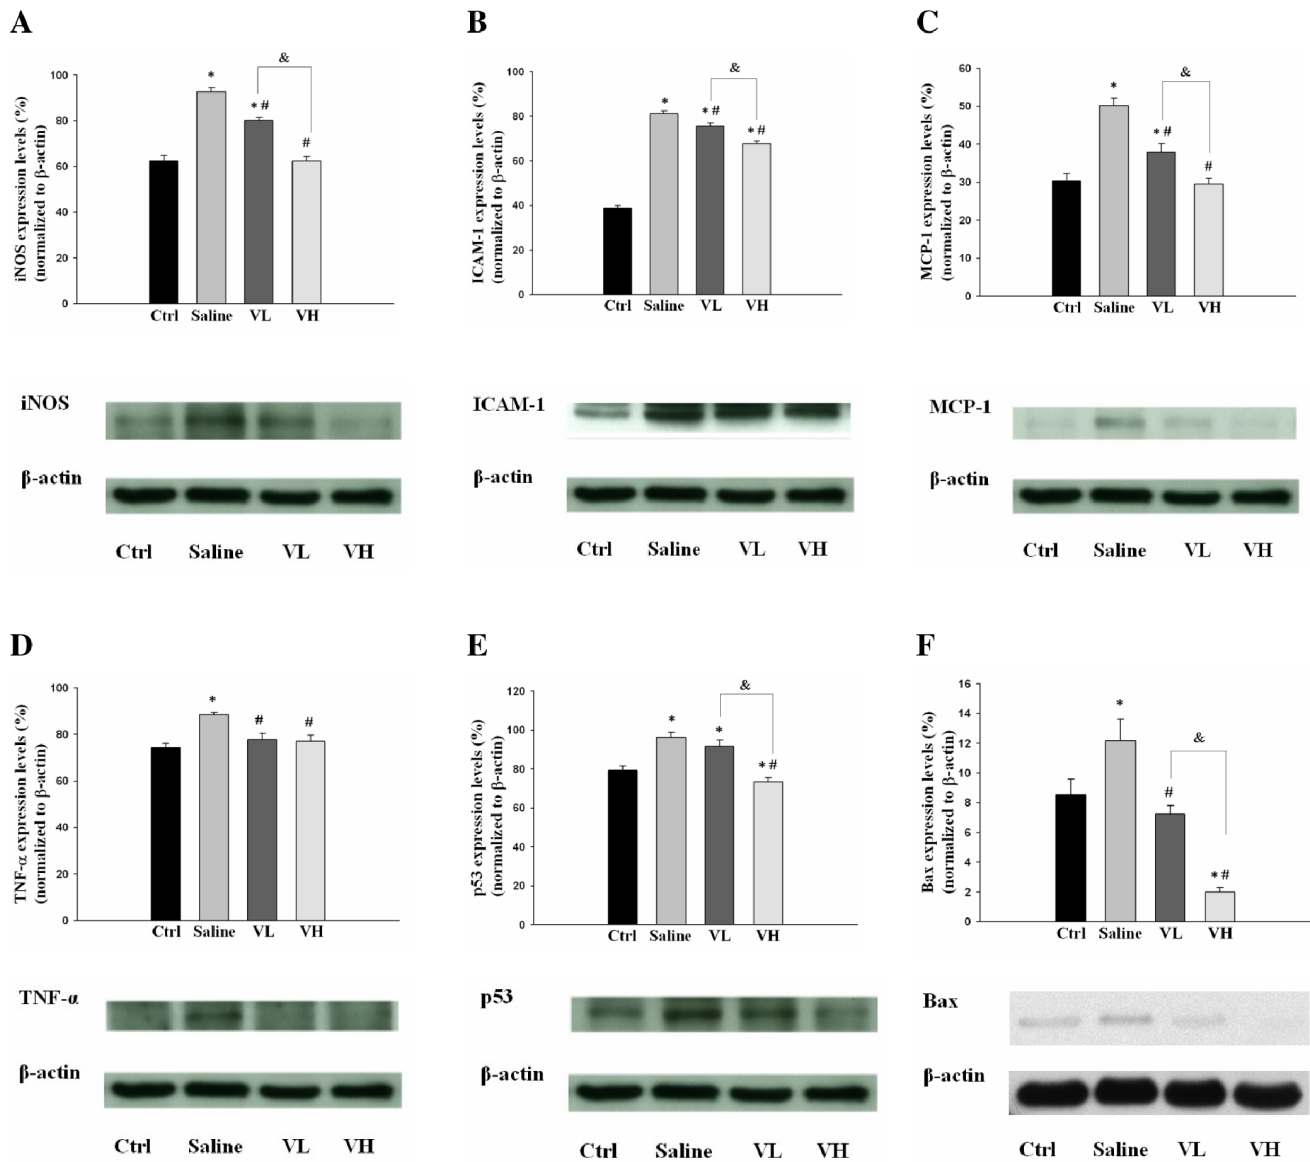 A
iNOS expression levels (%)
(normalized to β-actin)
100
80
60
40
20
0
*
* #
#
&
Ctrl Saline VL VH
iNOS
β-actin
Ctrl Saline VL VH
B
ICAM-1 expression levels (%)
(normalized to β-actin)
100
80
60
40
20
0
*
* #
* #
&
Ctrl Saline VL VH
ICAM-1
β-actin
Ctrl Saline VL VH
C
MCP-1 expression levels (%)
(normalized to β-actin)
60
50
40
30
20
10
0
*
* #
#
&
Ctrl Saline VL VH
MCP-1
β-actin
Ctrl Saline VL VH
D
TNF-α expression levels (%)
(normalized to β-actin)
100
80
60
40
20
0
*
#
#
Ctrl Saline VL VH
TNF-α
β-actin
Ctrl Saline VL VH
E
p53 expression levels (%)
(normalized to β-actin)
120
100
80
60
40
20
0
*
*
* #
&
Ctrl Saline VL VH
p53
β-actin
Ctrl Saline VL VH
F
Bax expression levels (%)
(normalized to β-actin)
16
14
12
10
8
6
4
2
0
*
#
* #
&
Ctrl Saline VL VH
Bax
β-actin
Ctrl Saline VL VH